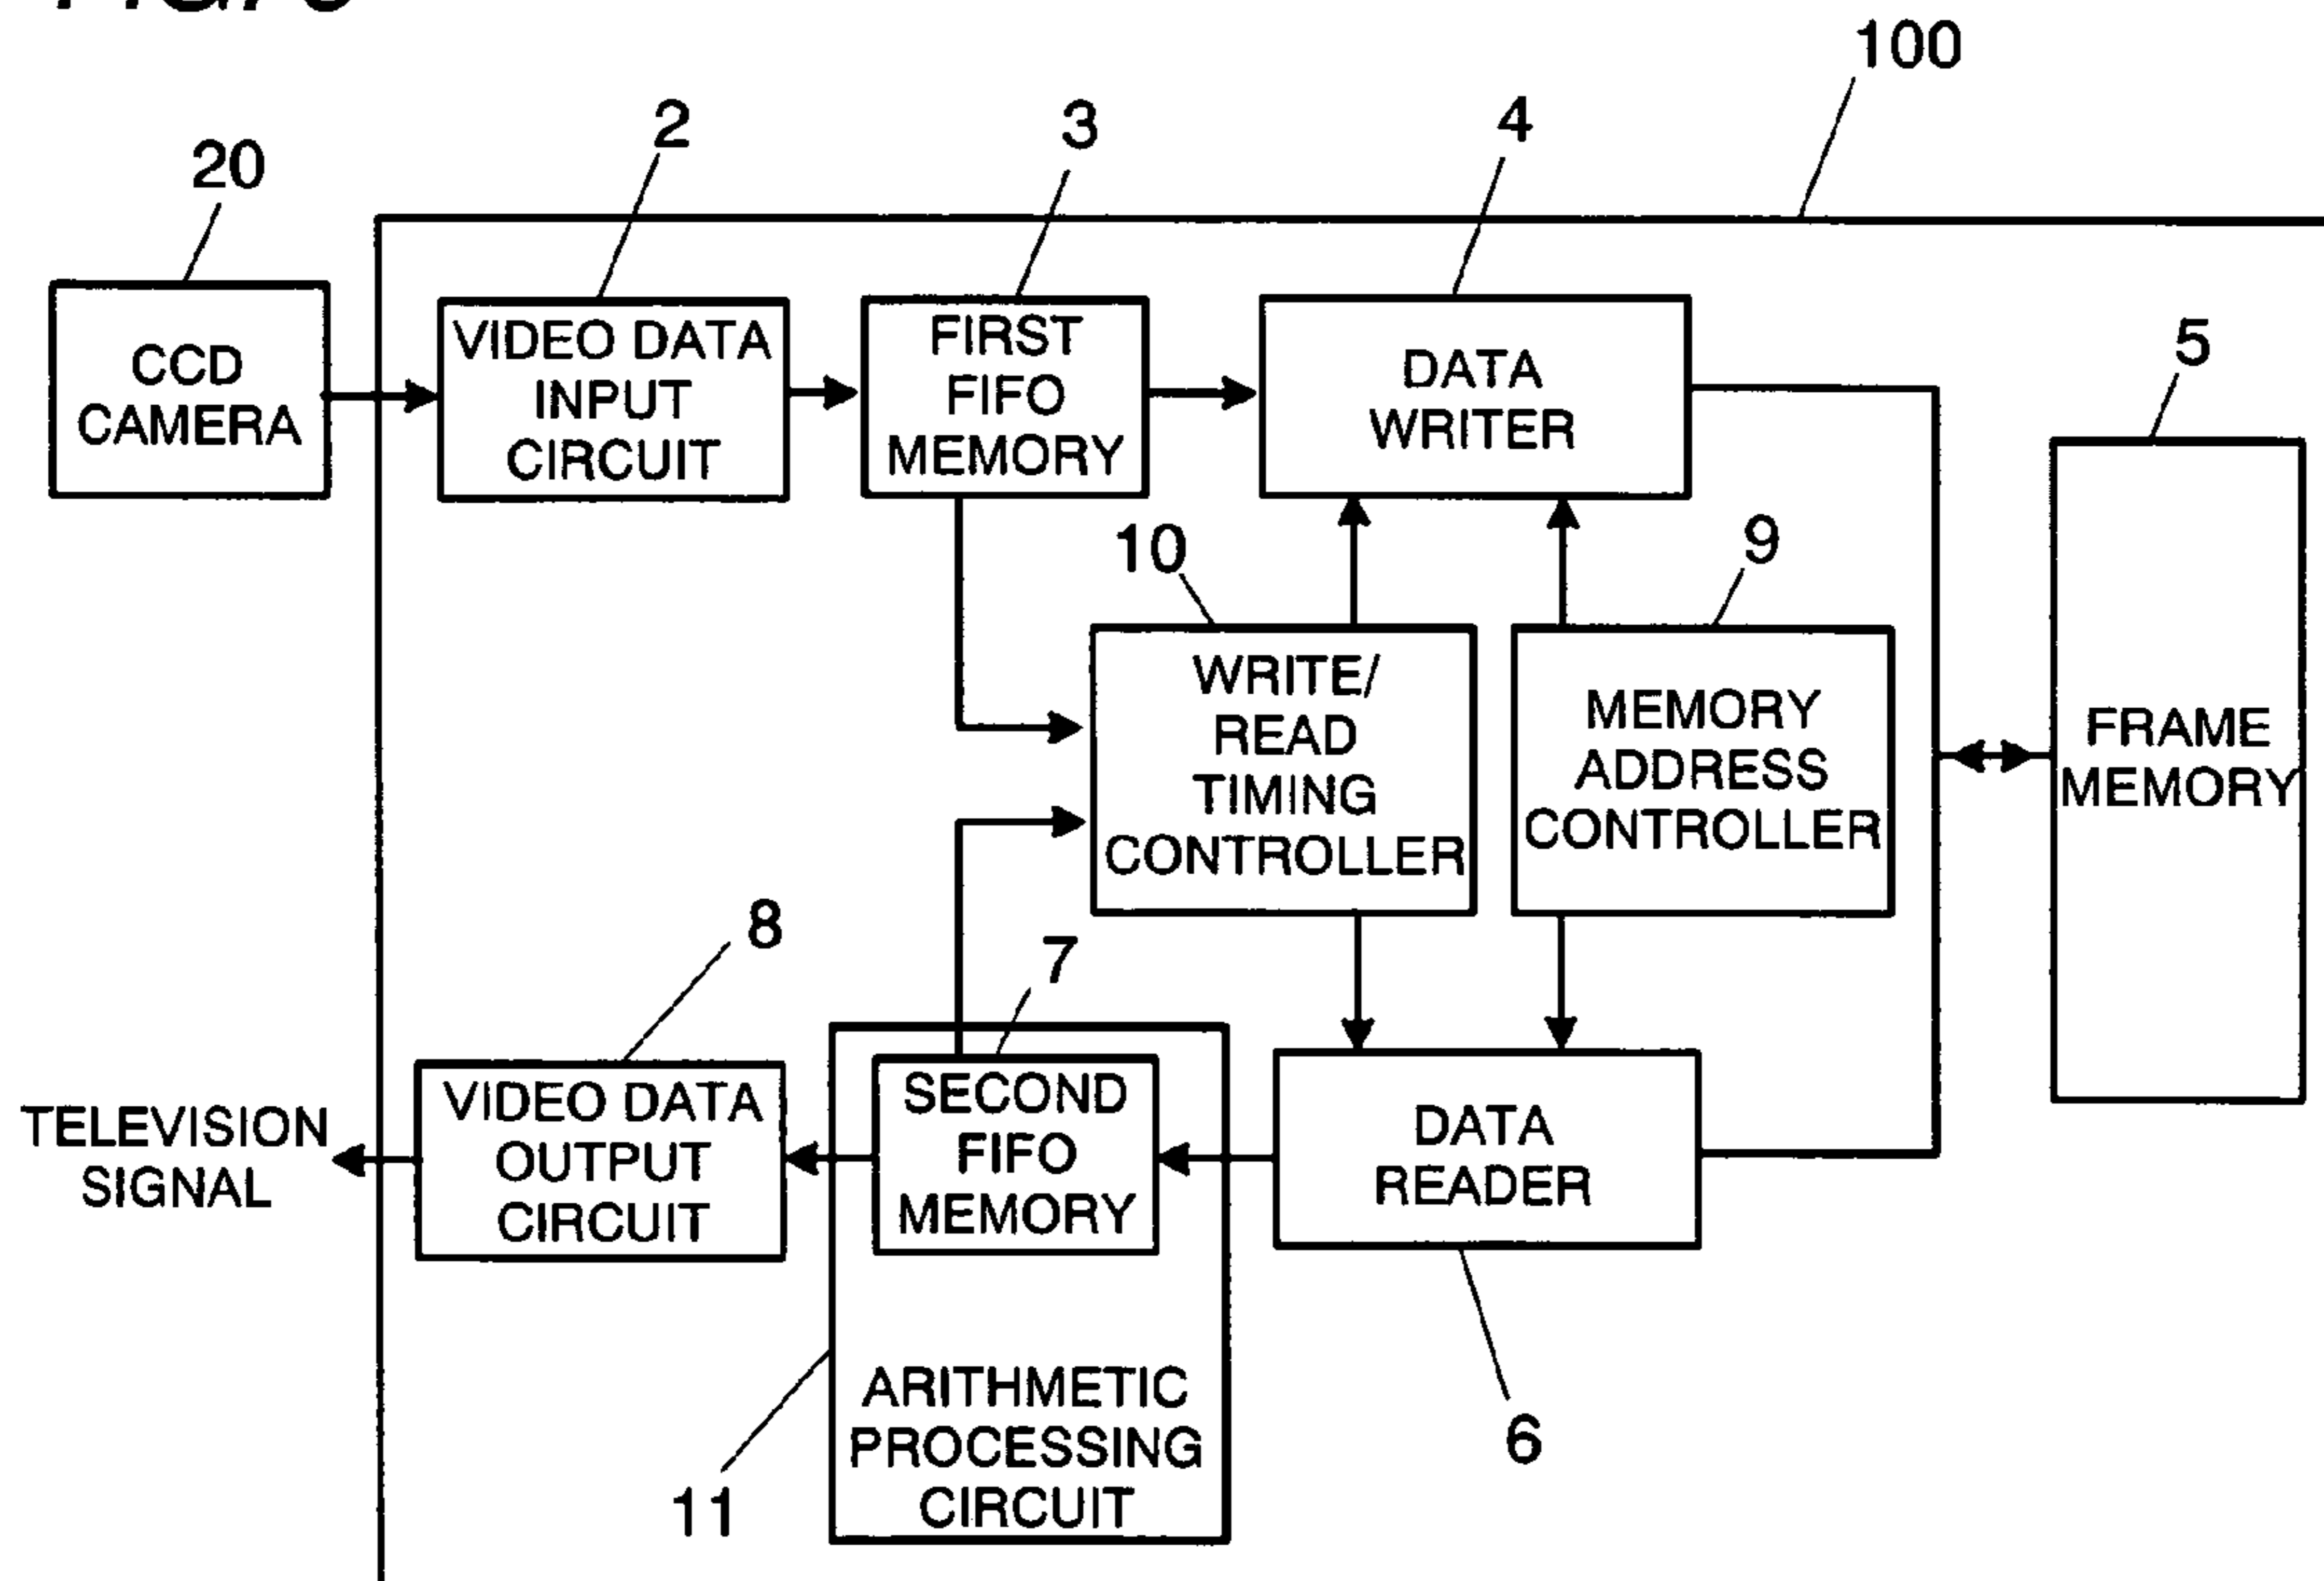 100
2
3
4
20
5
CCD
CAMERA
VIDEO DATA
INPUT
CIRCUIT
FIRST
FIFO
MEMORY
DATA
WRITER
10
9
WRITE/
READ
TIMING
CONTROLLER
MEMORY
ADDRESS
CONTROLLER
FRAME
MEMORY
8
7
TELEVISION
SIGNAL
VIDEO DATA
OUTPUT
CIRCUIT
SECOND
FIFO
MEMORY
DATA
READER
ARITHMETIC
PROCESSING
CIRCUIT
11
6